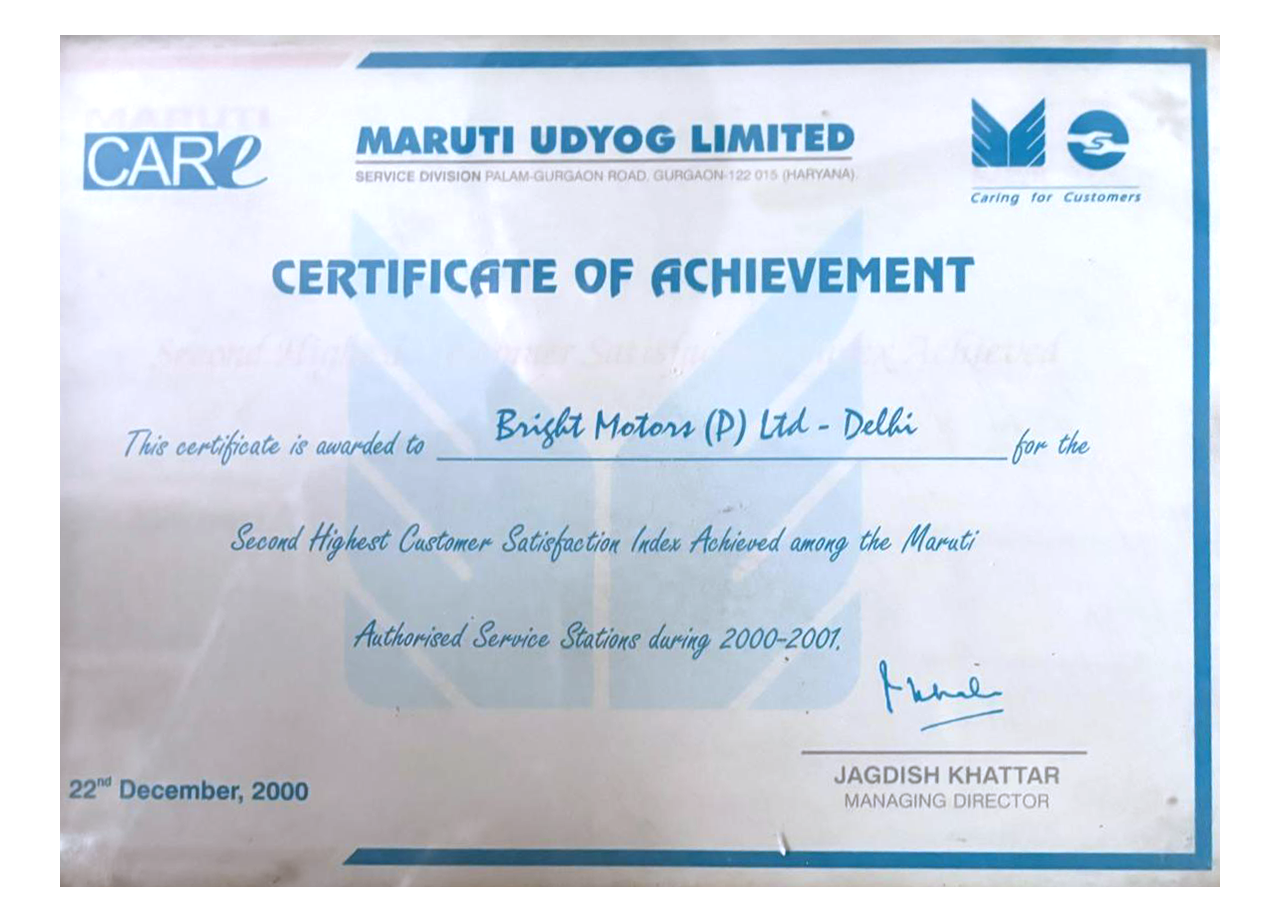 MARUTI
CARe
MARUTI UDYOG LIMITED
SERVICE DIVISION PALAM-GURGAON ROAD, GURGAON-122 015 (HARYANA).
Caring for Customers
CERTIFICATE OF ACHIEVEMENT
This certificate is awarded to Bright Motors (P) Ltd - Delhi for the
Second Highest Customer Satisfaction Index Achieved among the Maruti
Authorised Service Stations during 2000-2001.
22nd December, 2000
JAGDISH KHATTAR
MANAGING DIRECTOR